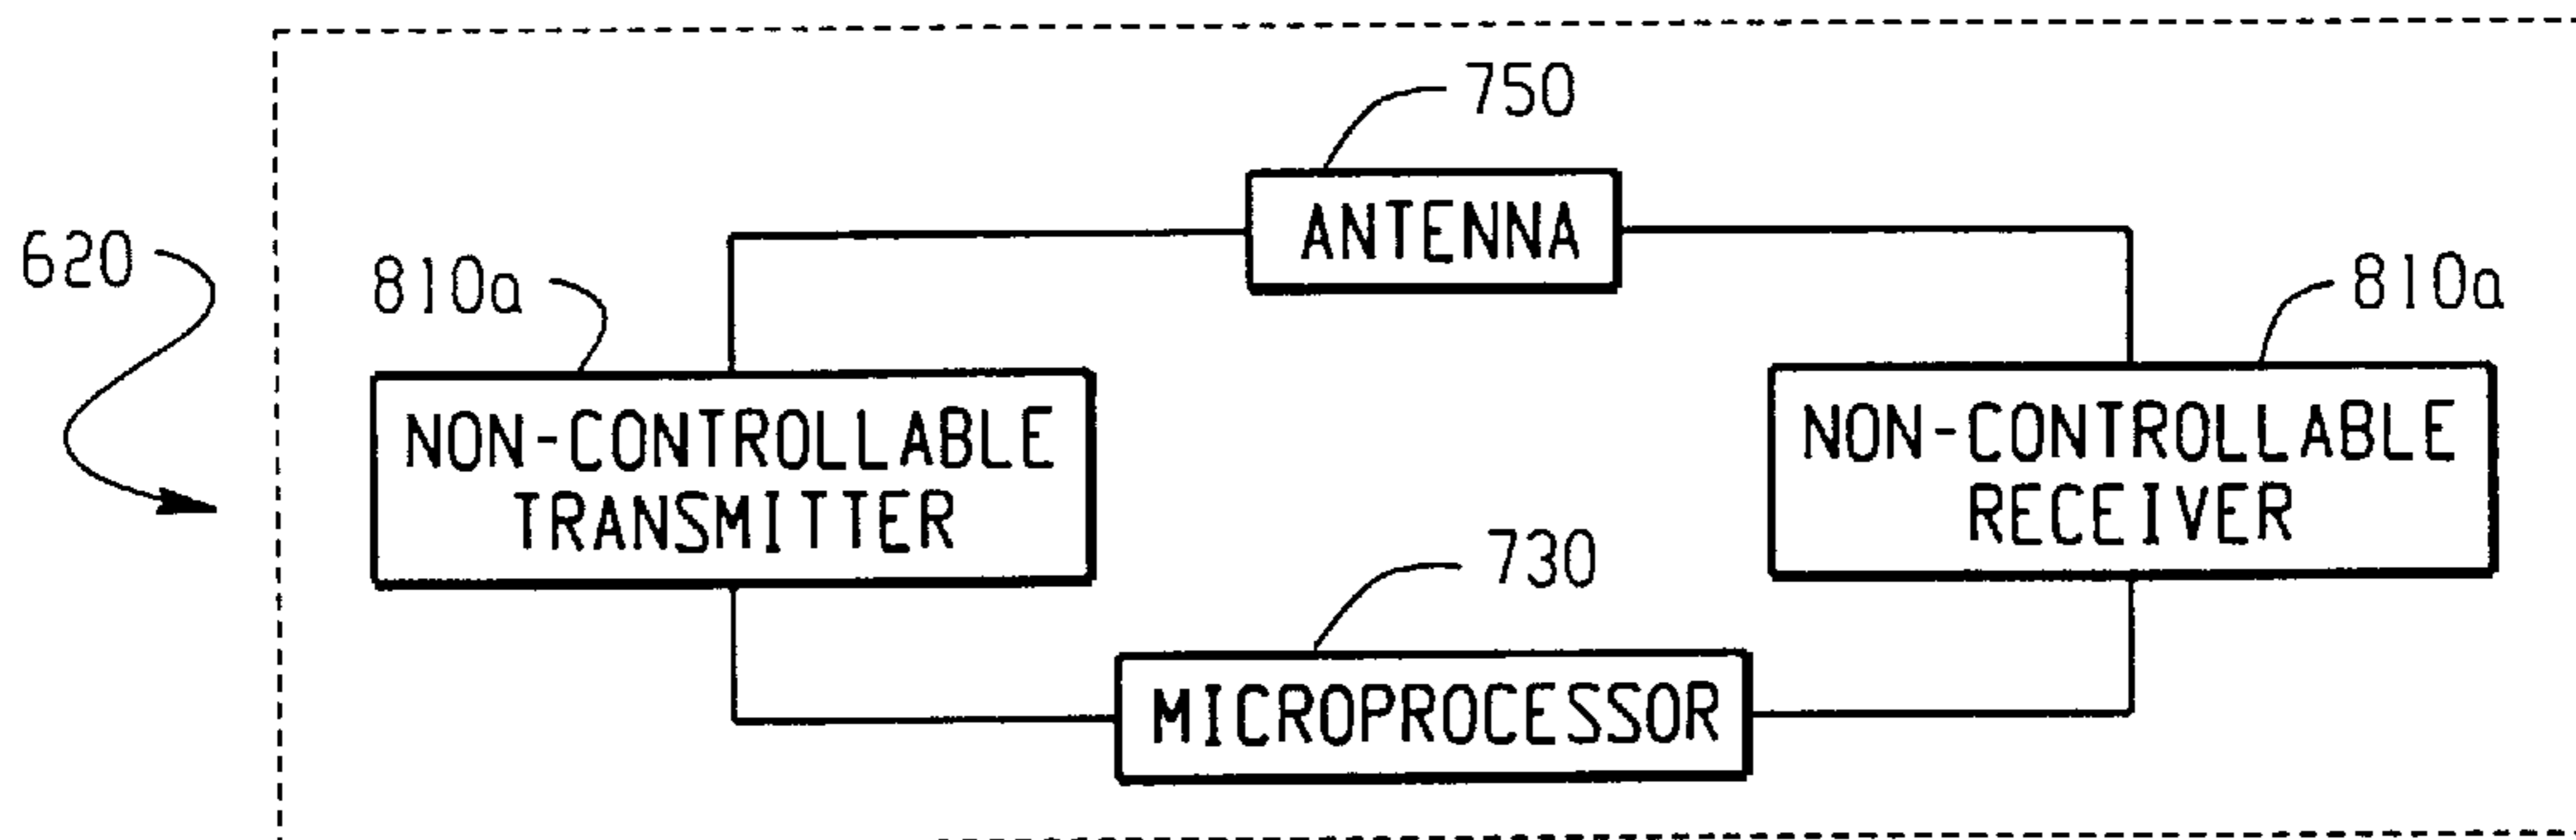 750
ANTENNA
620
810a
810a
NON-CONTROLLABLE
TRANSMITTER
NON-CONTROLLABLE
RECEIVER
730
MICROPROCESSOR